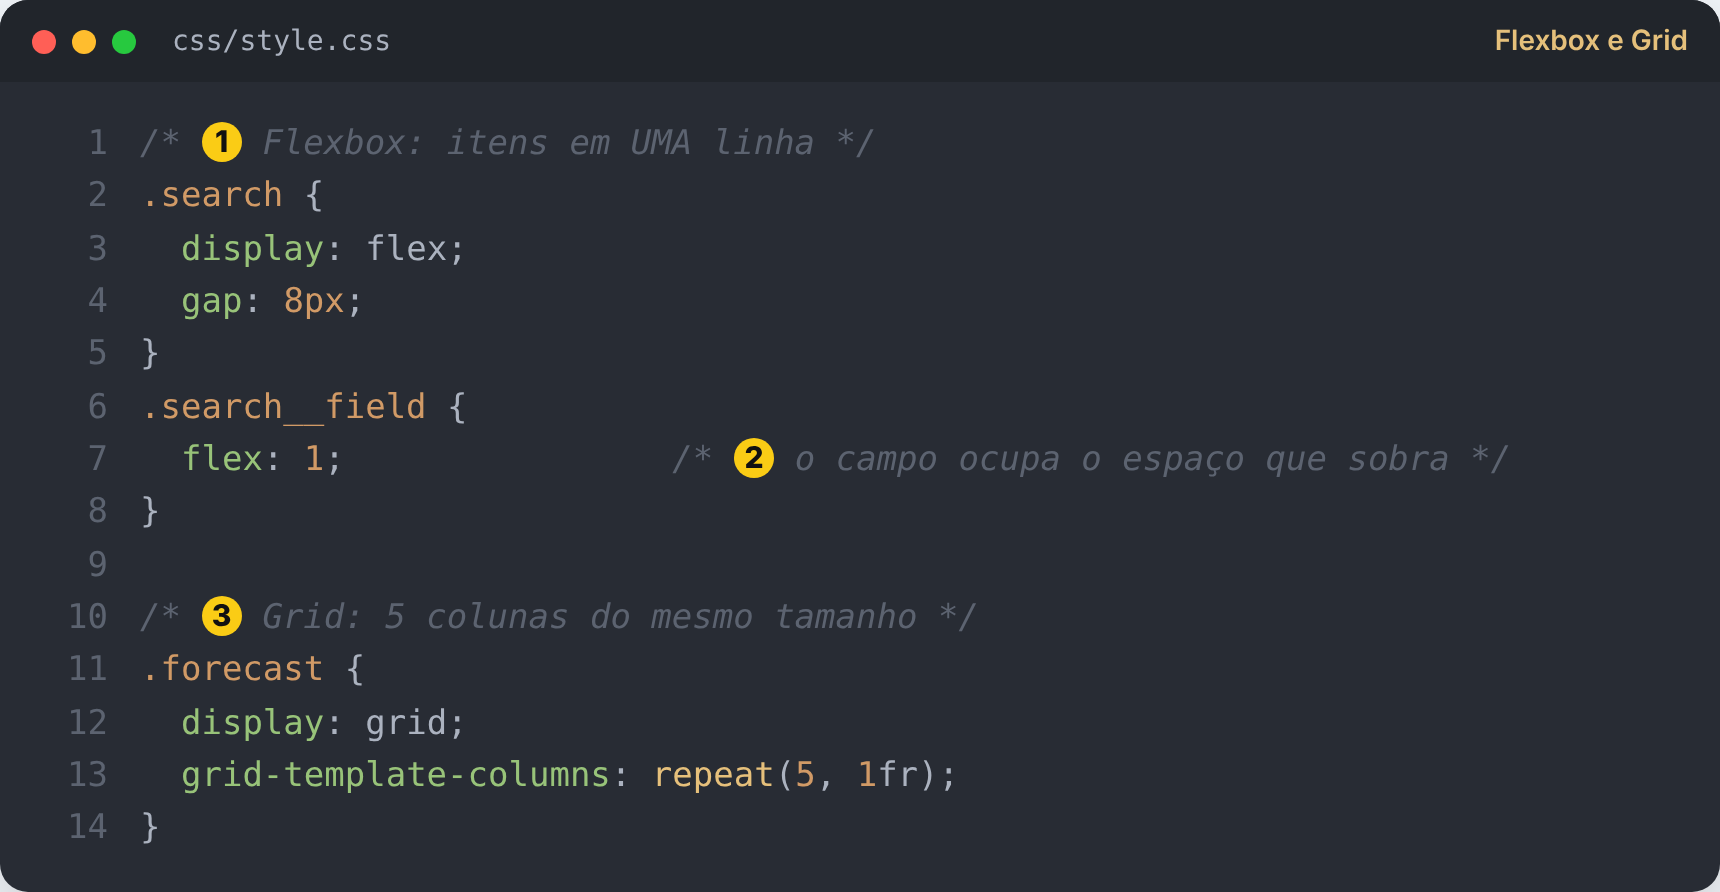 css/style.css
Flexbox e Grid
1 /* 1 Flexbox: itens em UMA linha */
2 .search {
3   display: flex;
4   gap: 8px;
5 }
6 .search__field {
7   flex: 1;                /* 2 o campo ocupa o espaço que sobra */
8 }
9
10 /* 3 Grid: 5 colunas do mesmo tamanho */
11 .forecast {
12   display: grid;
13   grid-template-columns: repeat(5, 1fr);
14 }